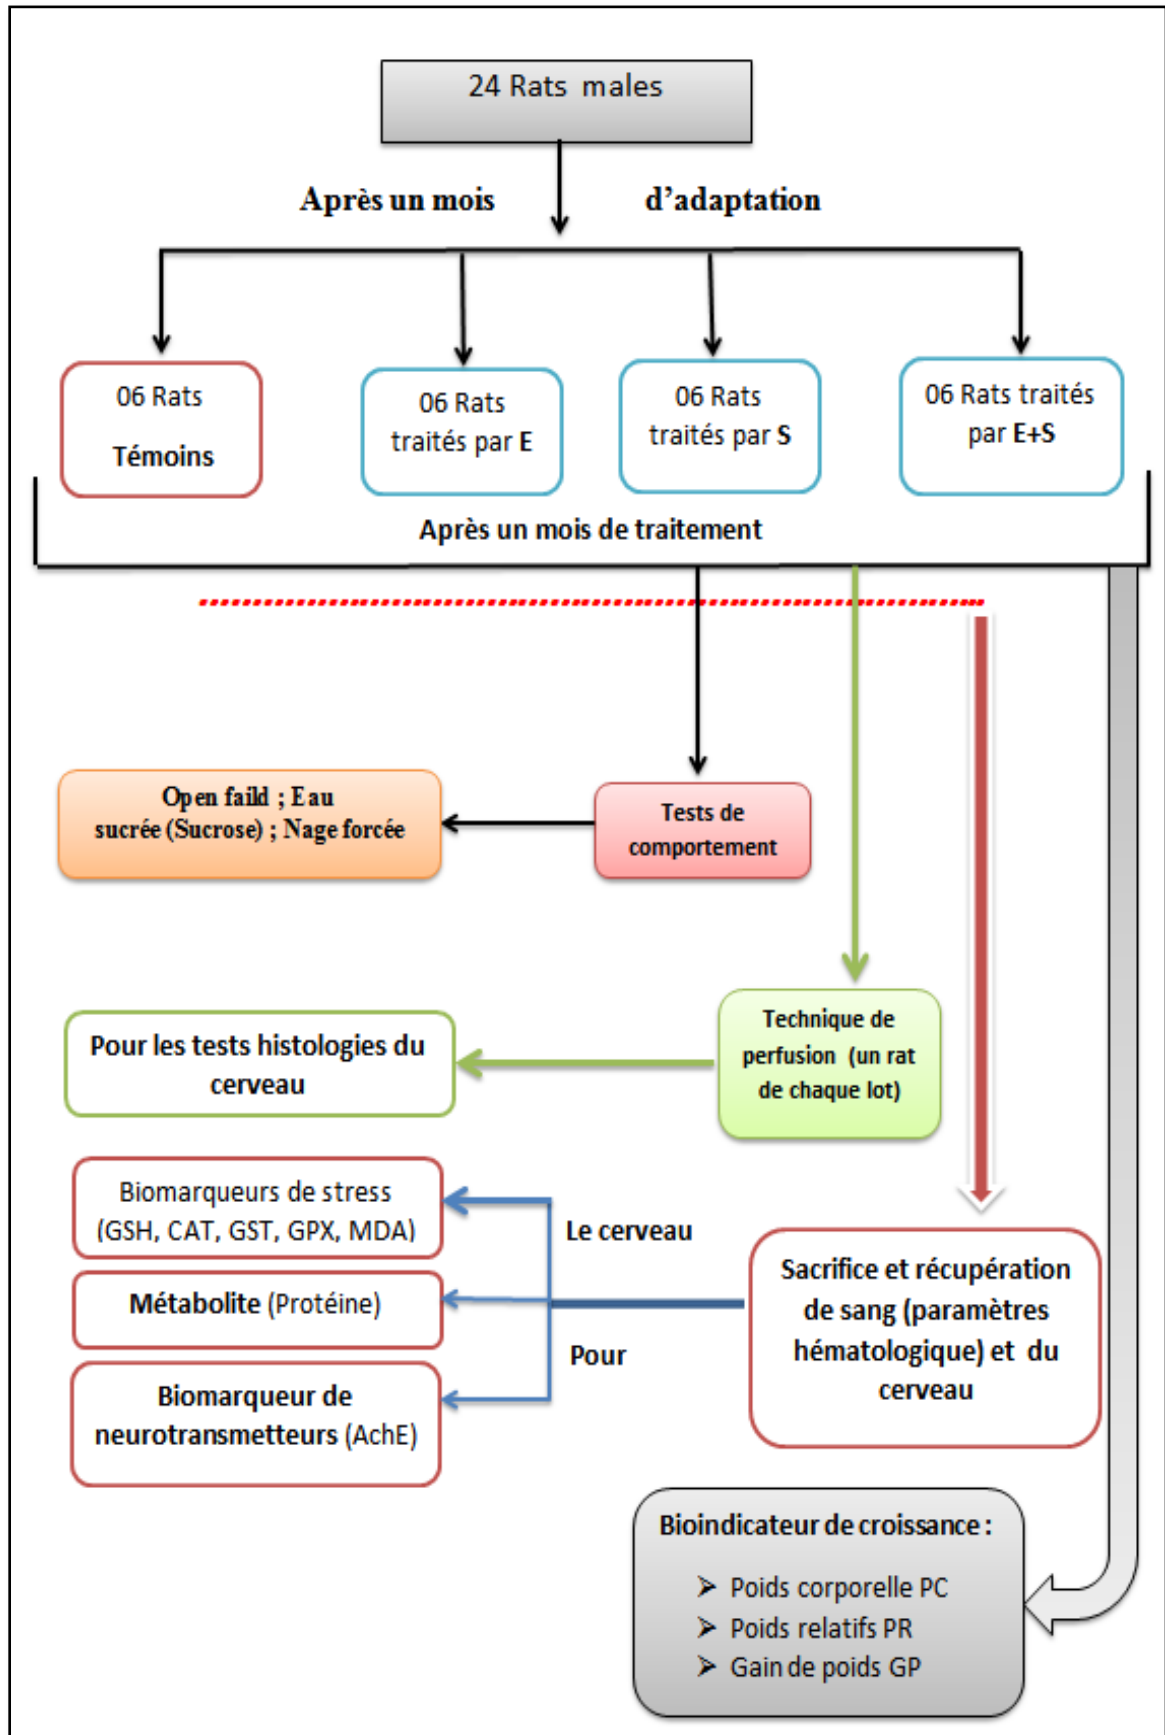 24 Rats males
Après un mois d’adaptation
06 Rats
Témoins
06 Rats
traités par E
06 Rats
traités par S
06 Rats traités
par E+S
Après un mois de traitement
Open faild ; Eau
sucrée (Sucrose) ; Nage forcée
Tests de
comportement
Pour les tests histologies du
cerveau
Technique de
perfusion (un rat
de chaque lot)
Biomarqueurs de stress
(GSH, CAT, GST, GPX, MDA)
Métabolite (Protéine)
Biomarqueur de
neurotransmetteurs (AchE)
Le cerveau
Pour
Sacrifice et récupération
de sang (paramètres
hématologique) et du
cerveau
Bioindicateur de croissance :
➢ Poids corporelle PC
➢ Poids relatifs PR
➢ Gain de poids GP